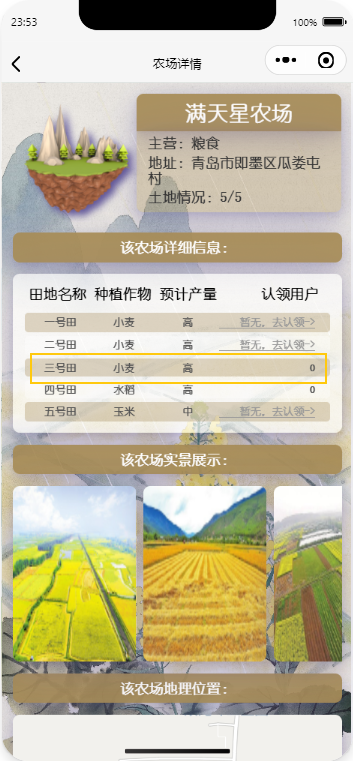 23:53
100%
农场详情
满天星农场
主营：粮食
地址：青岛市即墨区瓜娄屯
村
土地情况：5/5
该农场详细信息：
田地名称 种植作物 预计产量 认领用户
一号田 小麦 高 暂无，去认领->
二号田 小麦 高 暂无，去认领->
三号田 小麦 高 0
四号田 水稻 高 0
五号田 玉米 中 暂无，去认领->
该农场实景展示：
该农场地理位置：